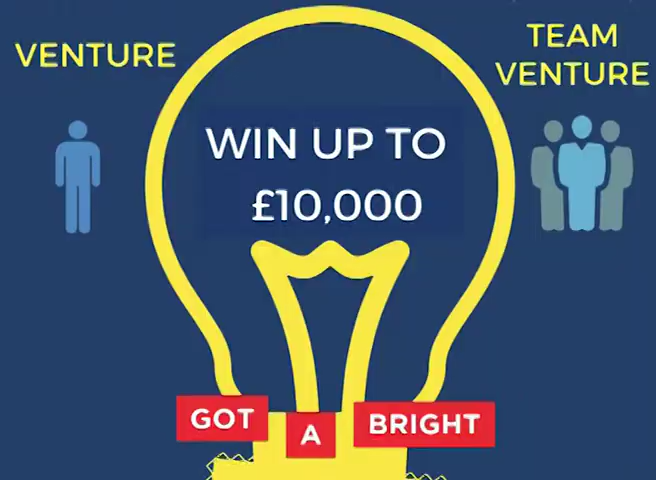 VENTURE
TEAM
VENTURE
WIN UP TO
£10,000
GOT
A
BRIGHT